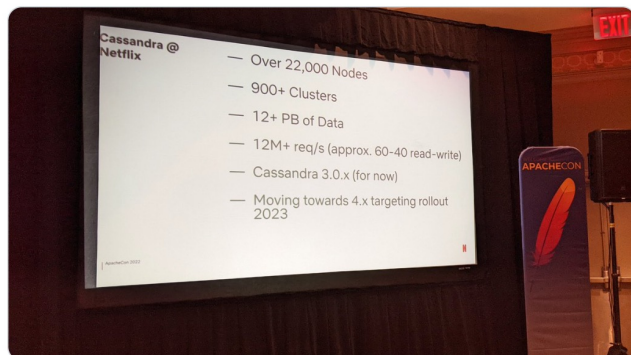 Cassandra @
Netflix
— Over 22,000 Nodes
— 900+ Clusters
— 12+ PB of Data
— 12M+ req/s (approx. 60-40 read-write)
— Cassandra 3.0.x (for now)
— Moving towards 4.x targeting rollout
2023
ApacheCon 2022
N
APACHECON
EXIT